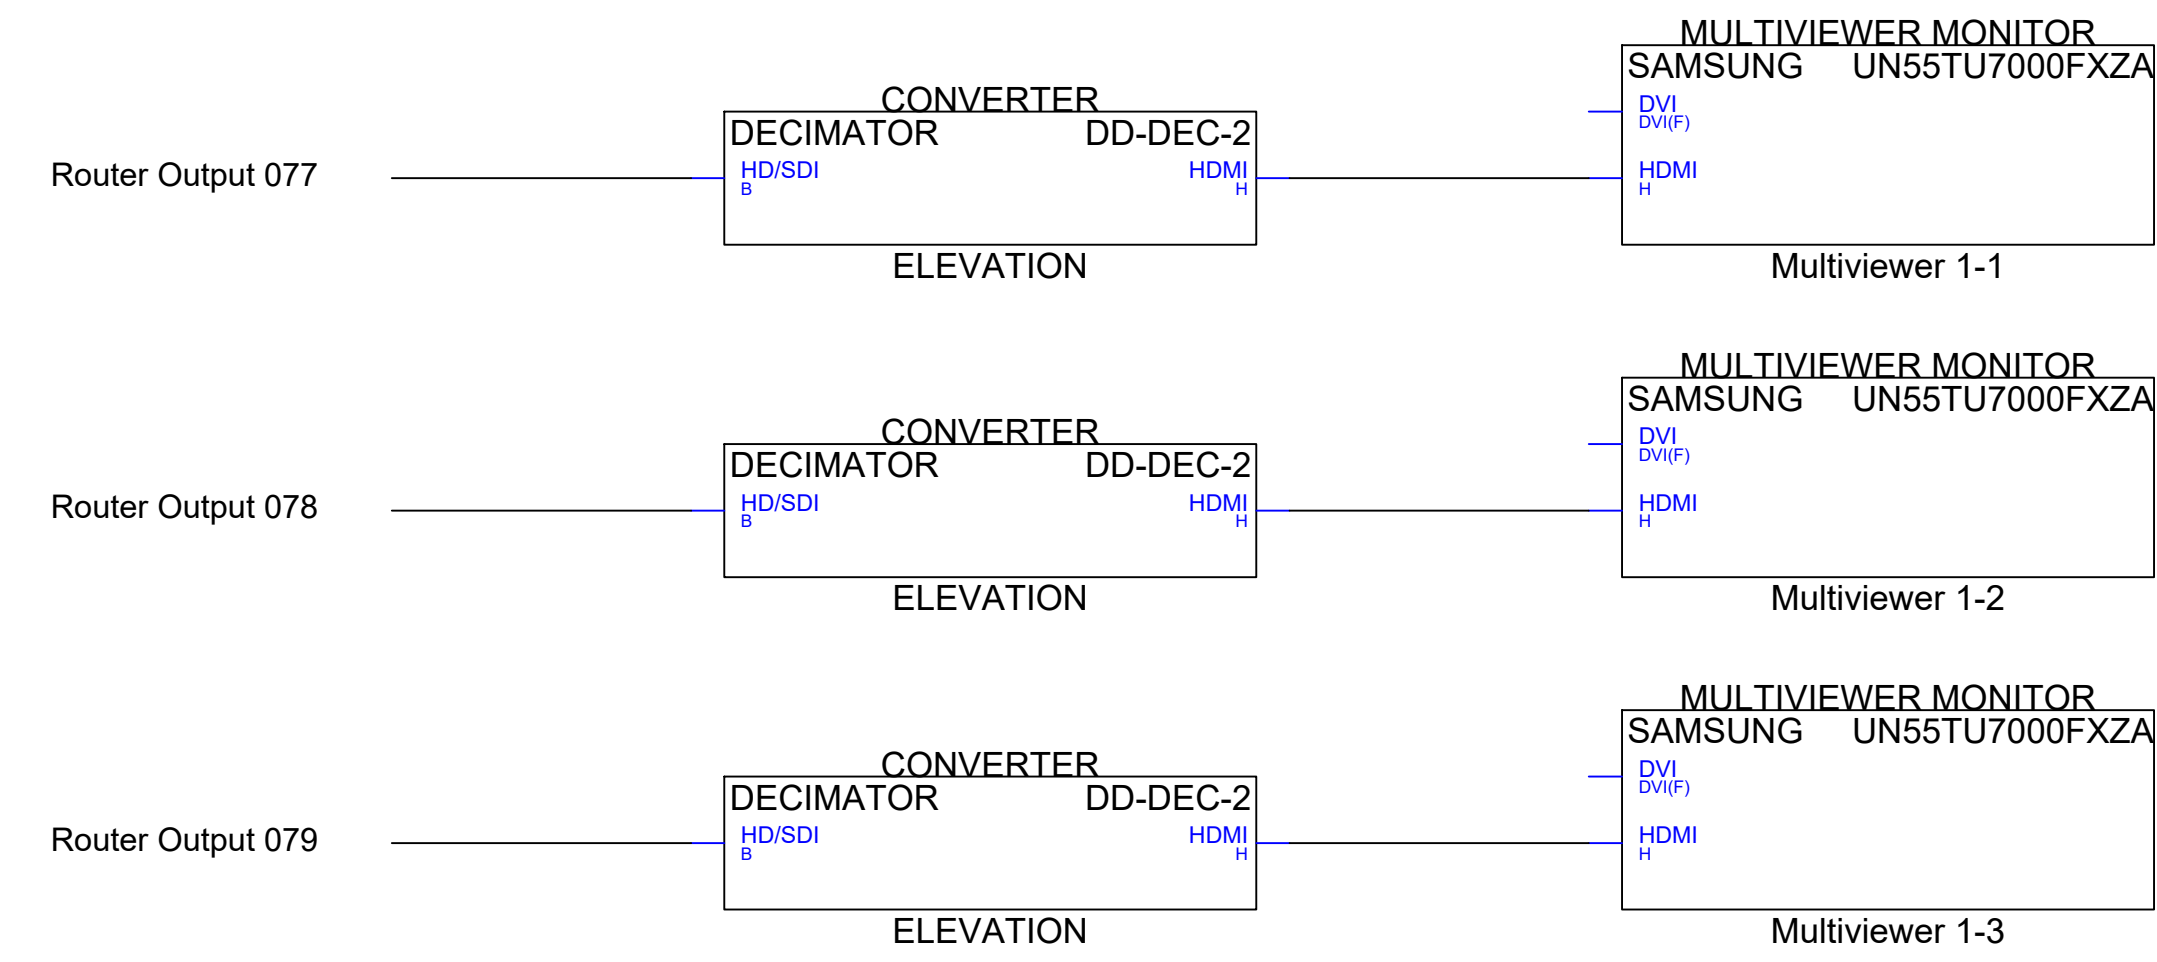 MULTIVIEWER MONITOR
SAMSUNG UN55TU7000FXZA
DVI
DVI(F)
HDMI
H
Multiviewer 1-1
CONVERTER
DECIMATOR DD-DEC-2
HD/SDI HDMI
B H
ELEVATION
Router Output 077
MULTIVIEWER MONITOR
SAMSUNG UN55TU7000FXZA
DVI
DVI(F)
HDMI
H
Multiviewer 1-2
CONVERTER
DECIMATOR DD-DEC-2
HD/SDI HDMI
B H
ELEVATION
Router Output 078
MULTIVIEWER MONITOR
SAMSUNG UN55TU7000FXZA
DVI
DVI(F)
HDMI
H
Multiviewer 1-3
CONVERTER
DECIMATOR DD-DEC-2
HD/SDI HDMI
B H
ELEVATION
Router Output 079